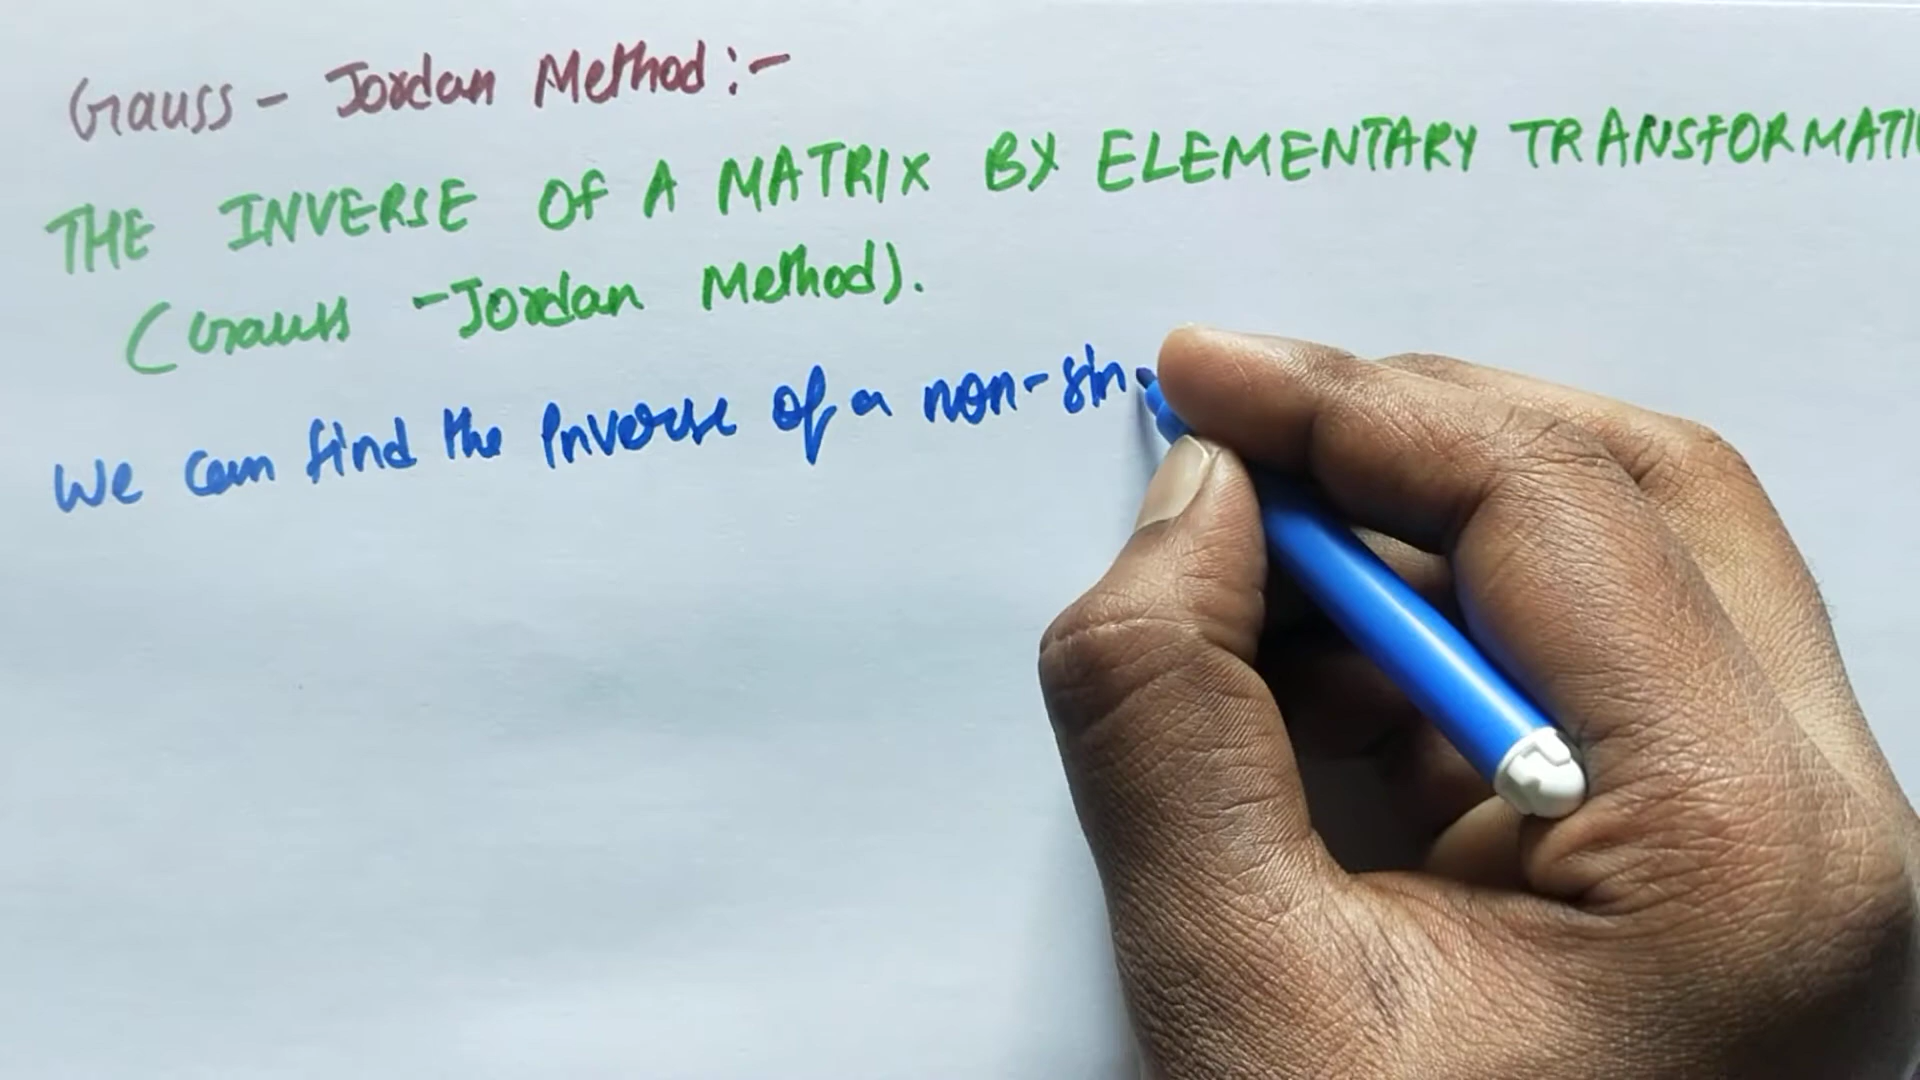 Gauss - Jordan Method :-
THE INVERSE OF A MATRIX BY ELEMENTARY TRANSFORMATI
(Gauss - Jordan Method).
We can find the Inverse of a non-sin